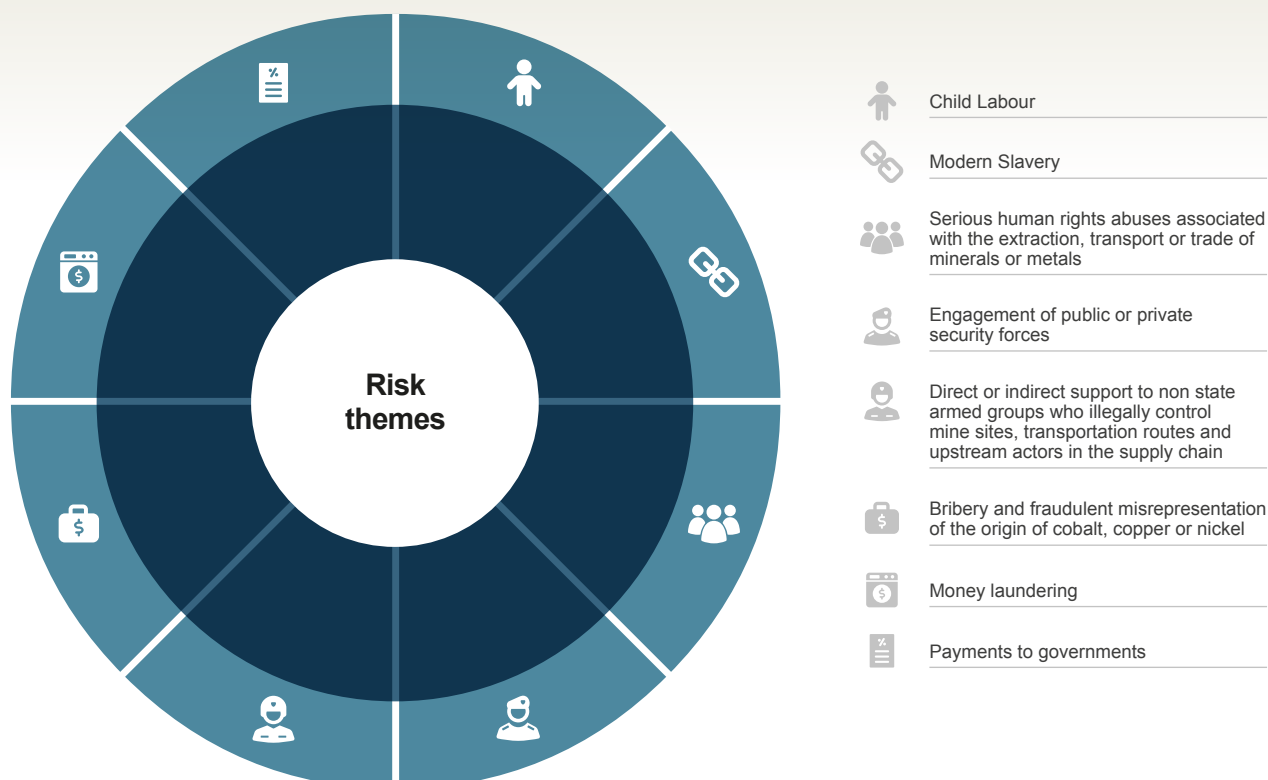 Risk
themes
Child Labour
Modern Slavery
Serious human rights abuses associated
with the extraction, transport or trade of
minerals or metals
Engagement of public or private
security forces
Direct or indirect support to non state
armed groups who illegally control
mine sites, transportation routes and
upstream actors in the supply chain
Bribery and fraudulent misrepresentation
of the origin of cobalt, copper or nickel
Money laundering
Payments to governments